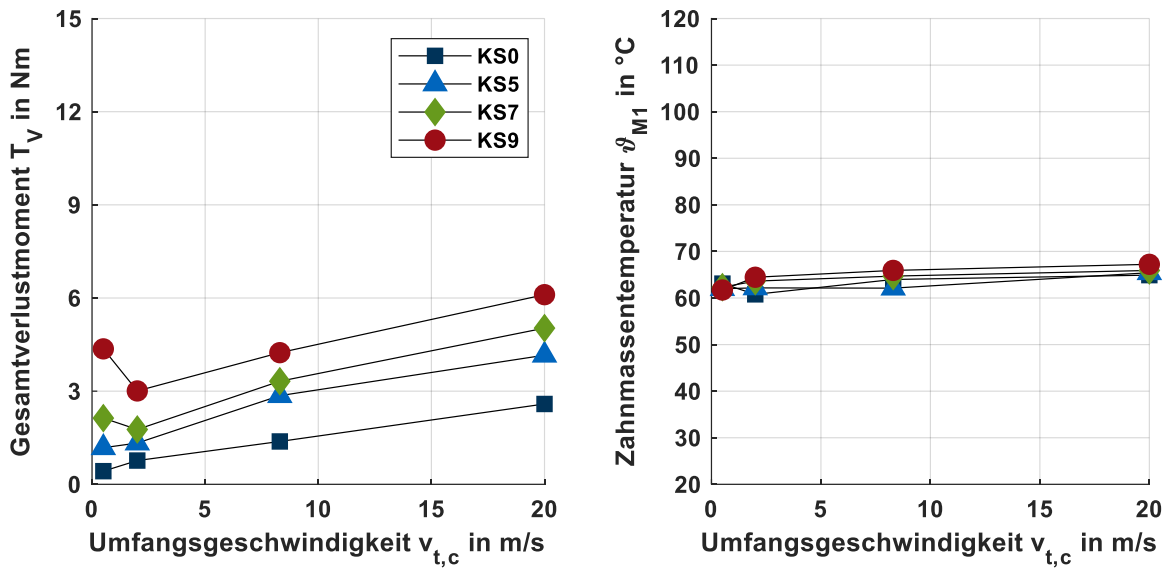 Gesamtverlustmoment T_V in Nm
15
12
9
6
3
0
0 5 10 15 20
Umfangsgeschwindigkeit v_t,c in m/s
KS0
KS5
KS7
KS9
Zahnmassentemperatur ϑ_M1 in °C
120
110
100
90
80
70
60
50
40
30
20
0 5 10 15 20
Umfangsgeschwindigkeit v_t,c in m/s